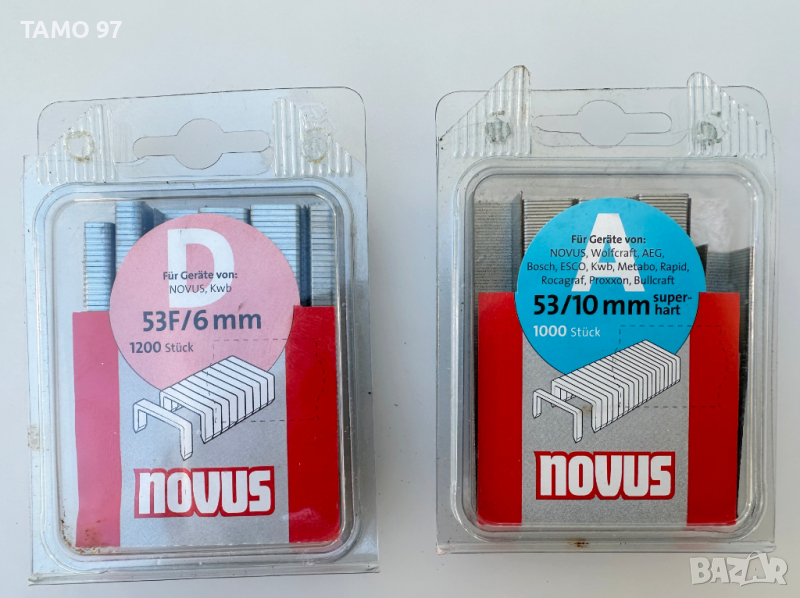 TAMO 97
D
Für Geräte von:
NOVUS, Kwb
53F/6 mm
1200 Stück
novus
A
Für Geräte von:
NOVUS, Wolfcraft, AEG,
Bosch, ESCO, Kwb, Metabo, Rapid,
Rocagraf, Proxxon, Bullcraft
53/10 mm super-
hart
1000 Stück
novus
BAZAR